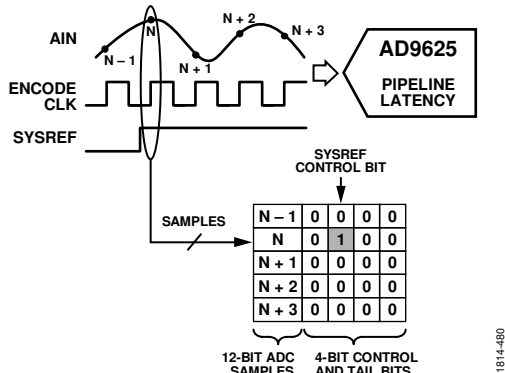 AIN
N – 1
N
N + 1
N + 2
N + 3
AD9625
PIPELINE
LATENCY
ENCODE
CLK
SYSREF
SYSREF
CONTROL BIT
SAMPLES
N – 1 0 0 0 0
N 0 1 0 0
N + 1 0 0 0 0
N + 2 0 0 0 0
N + 3 0 0 0 0
12-BIT ADC
SAMPLES
4-BIT CONTROL
AND TAIL BITS
1814-480